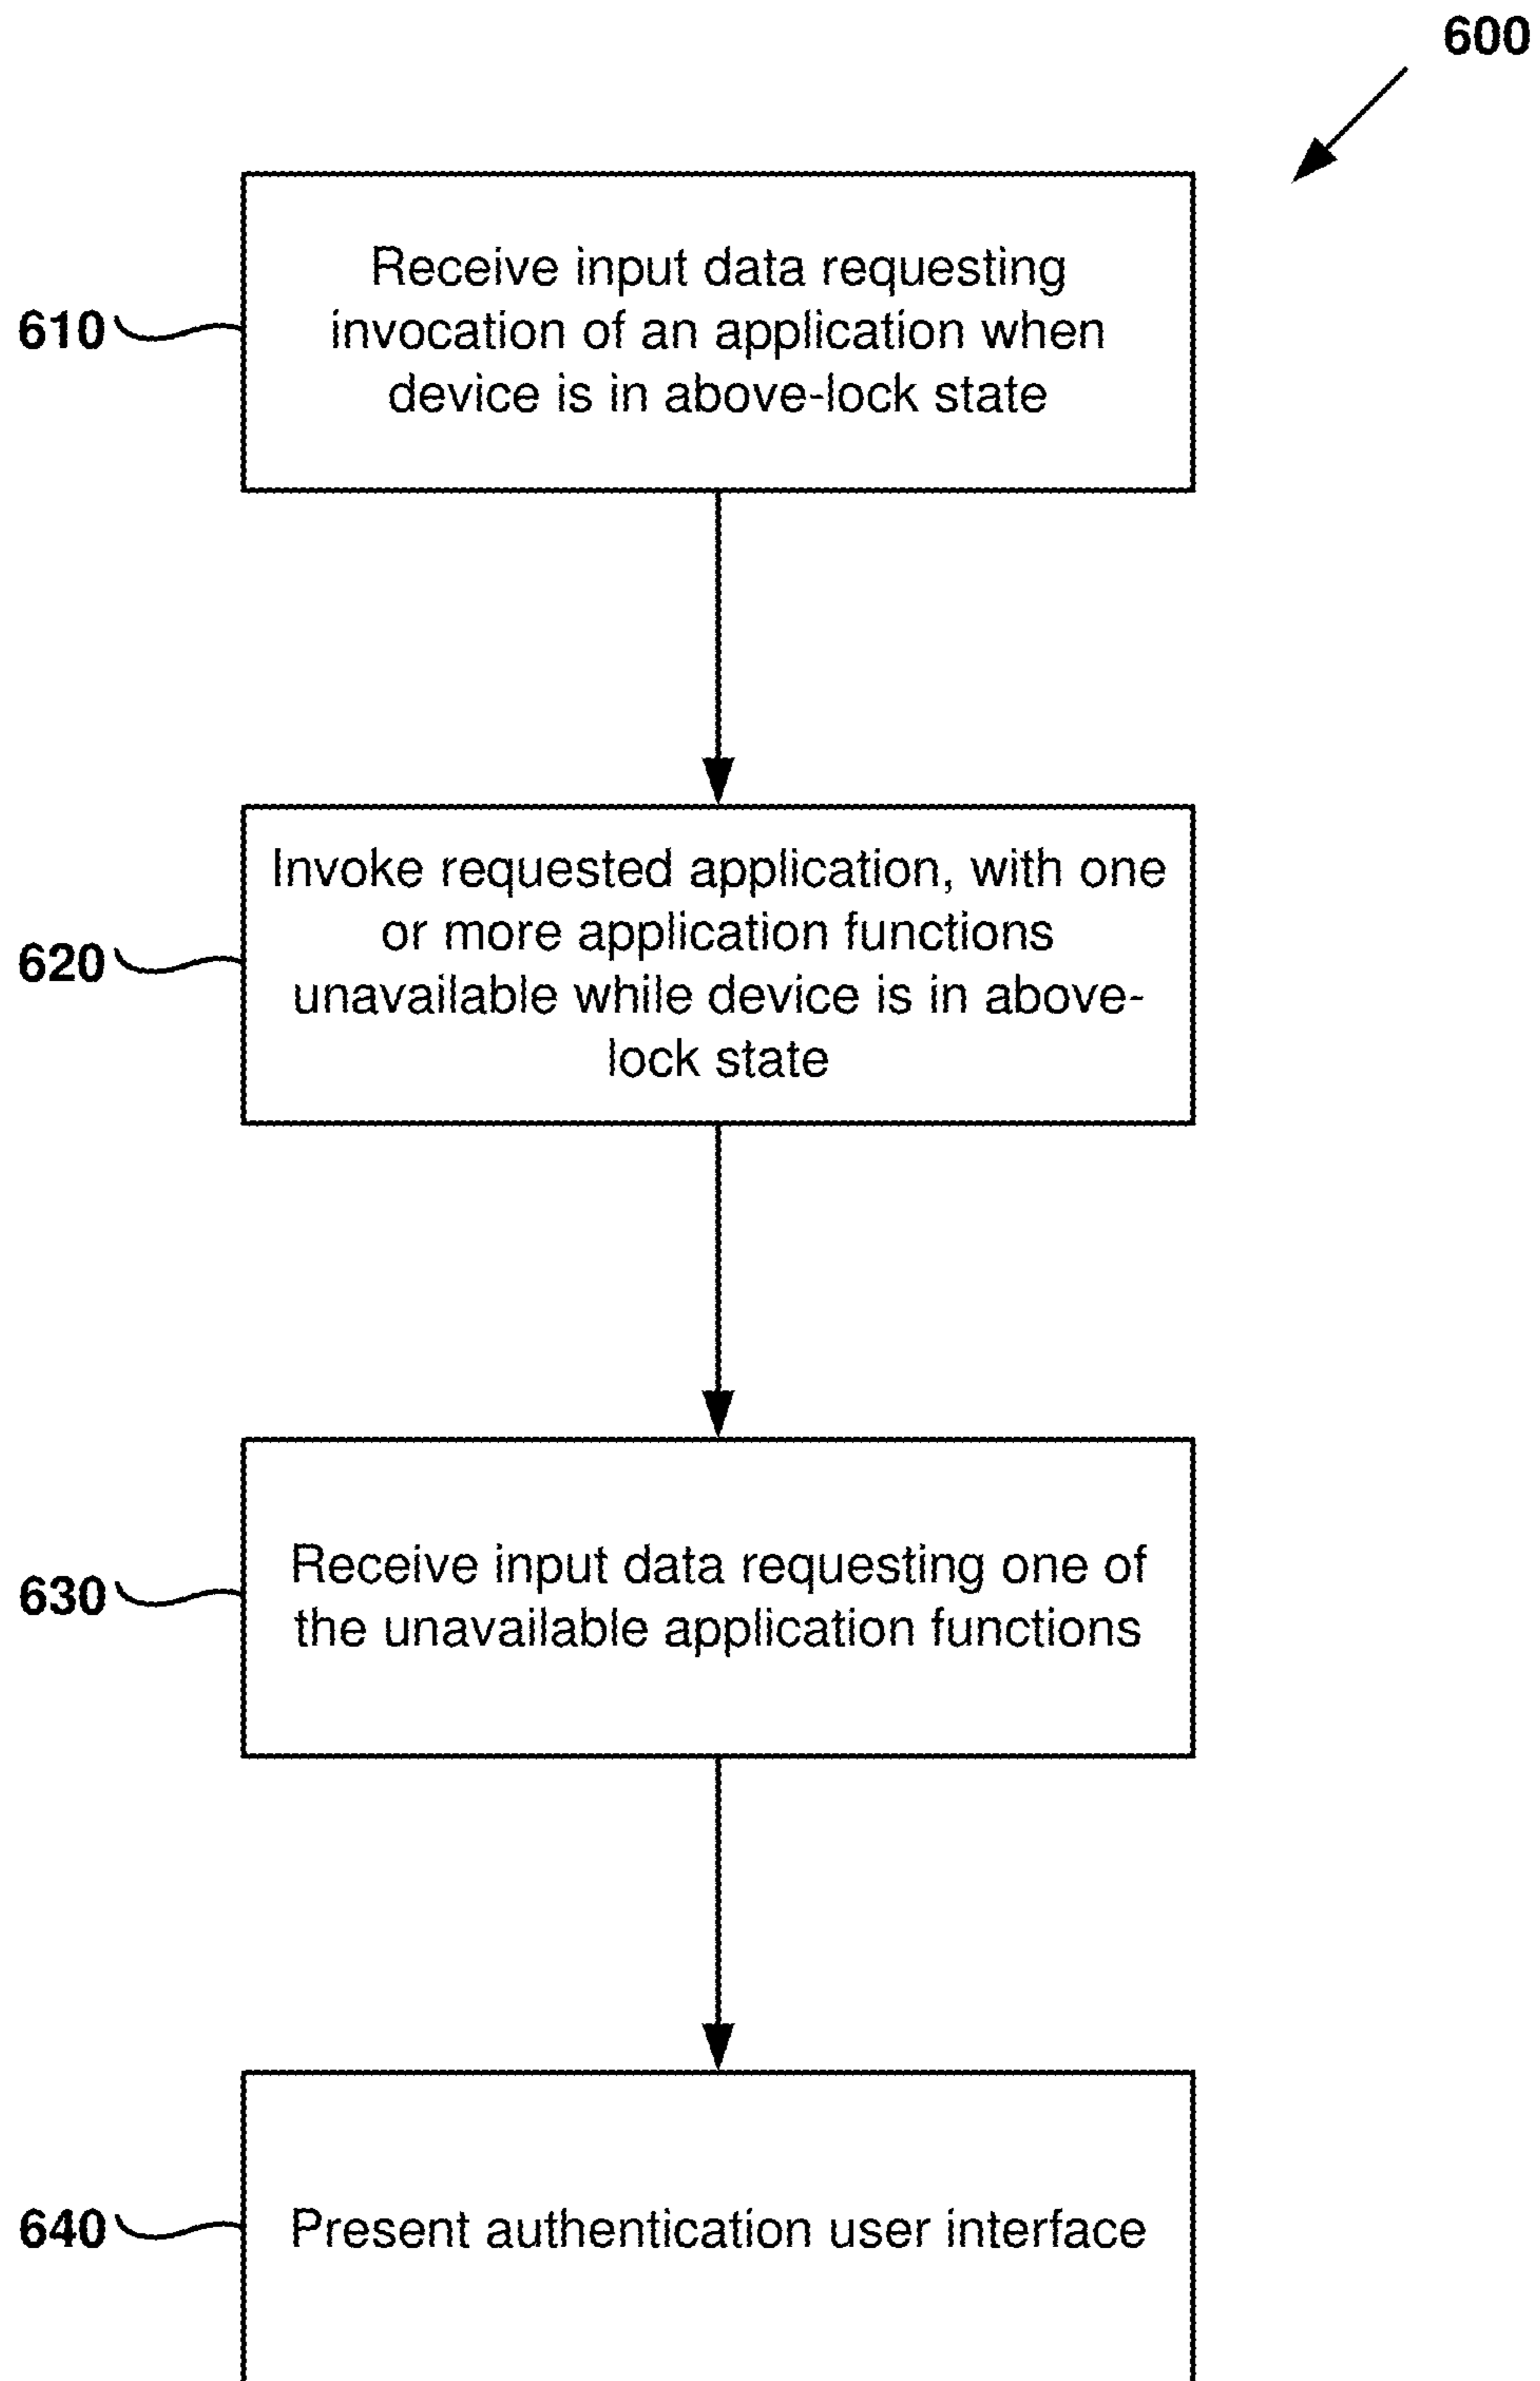 600
Receive input data requesting
invocation of an application when
device is in above-lock state
610
Invoke requested application, with one
or more application functions
unavailable while device is in above-
lock state
620
Receive input data requesting one of
the unavailable application functions
630
Present authentication user interface
640